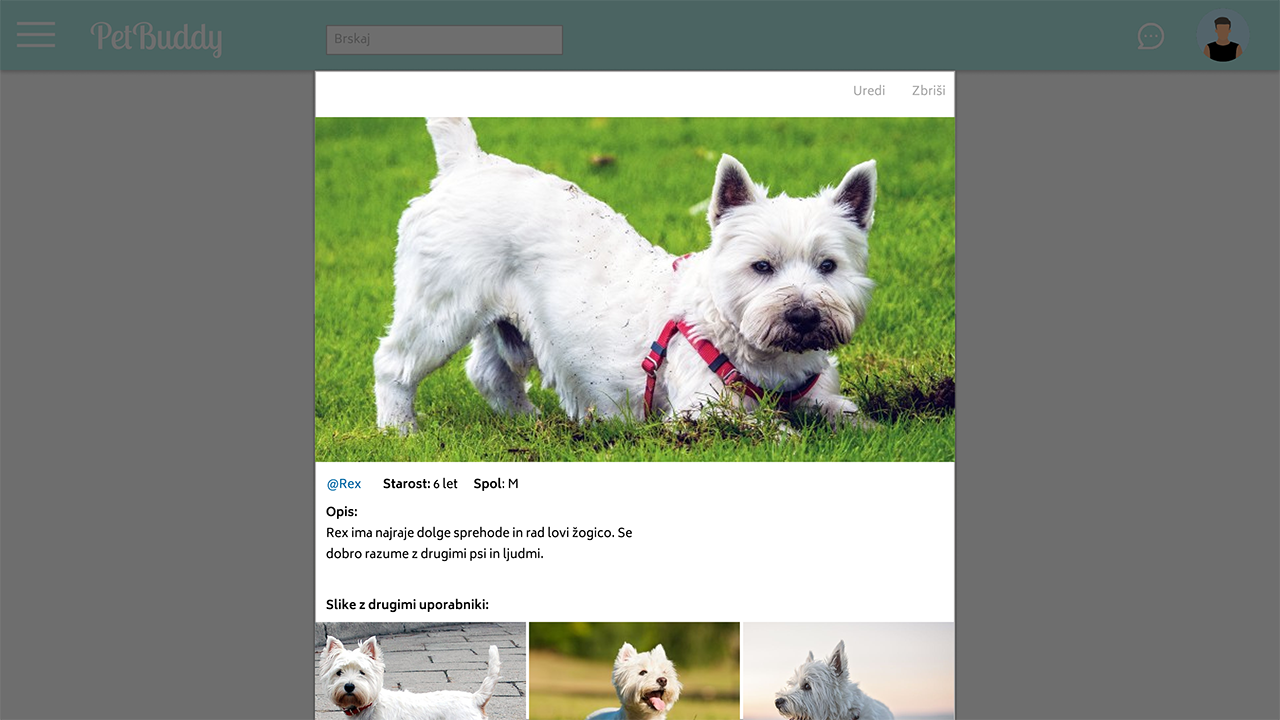 PetBuddy
Brskaj
Uredi Zbriši
@Rex Starost: 6 let Spol: M
Opis:
Rex ima najraje dolge sprehode in rad lovi žogico. Se
dobro razume z drugimi psi in ljudmi.
Slike z drugimi uporabniki: